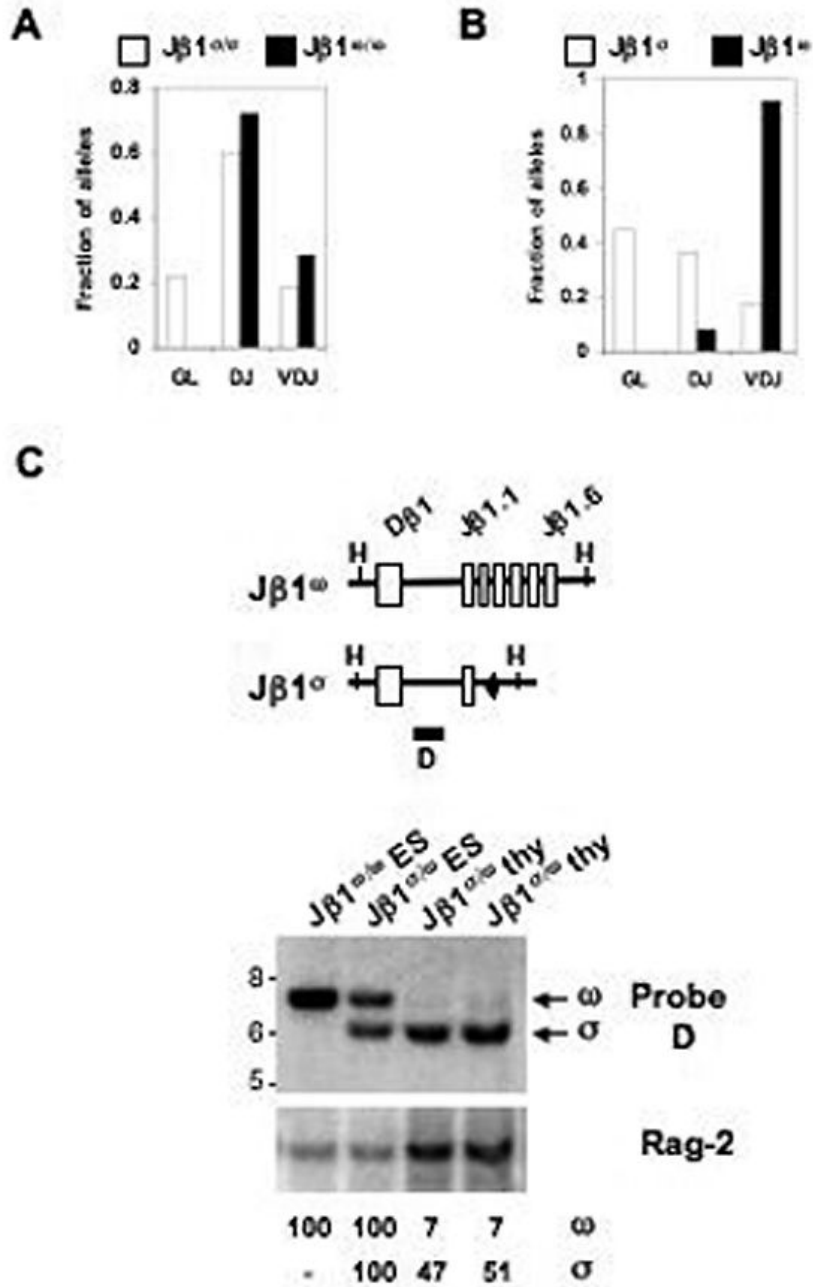 A
Jβ1σ/σ Jβ1ω/ω
Fraction of alleles
0.8
0.6
0.4
0.2
0
GL DJ VDJ
B
Jβ1σ Jβ1ω
Fraction of alleles
1
0.8
0.6
0.4
0.2
0
GL DJ VDJ
C
Dβ1 Jβ1.1 Jβ1.6
H H
Jβ1ω
H H
Jβ1σ
D
Jβ1ω/ω ES Jβ1σ/ω ES Jβ1σ/ω thy Jβ1σ/ω thy
8-
6-
5-
ω
σ
Probe
D
Rag-2
100 100 7 7 ω
- 100 47 51 σ